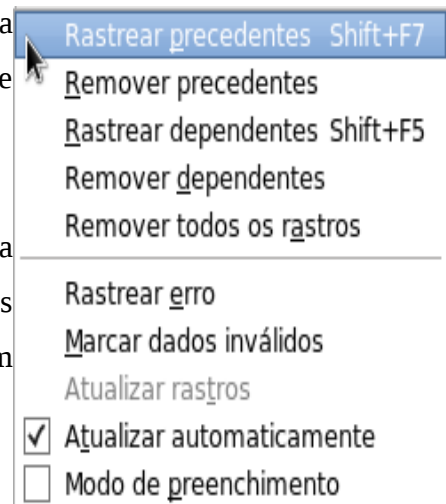 a
Rastrear precedentes Shift+F7
e
Remover precedentes
Rastrear dependentes Shift+F5
Remover dependentes
Remover todos os rastros
a
Rastrear erro
s
Marcar dados inválidos
Atualizar rastros
Atualizar automaticamente
Modo de preenchimento